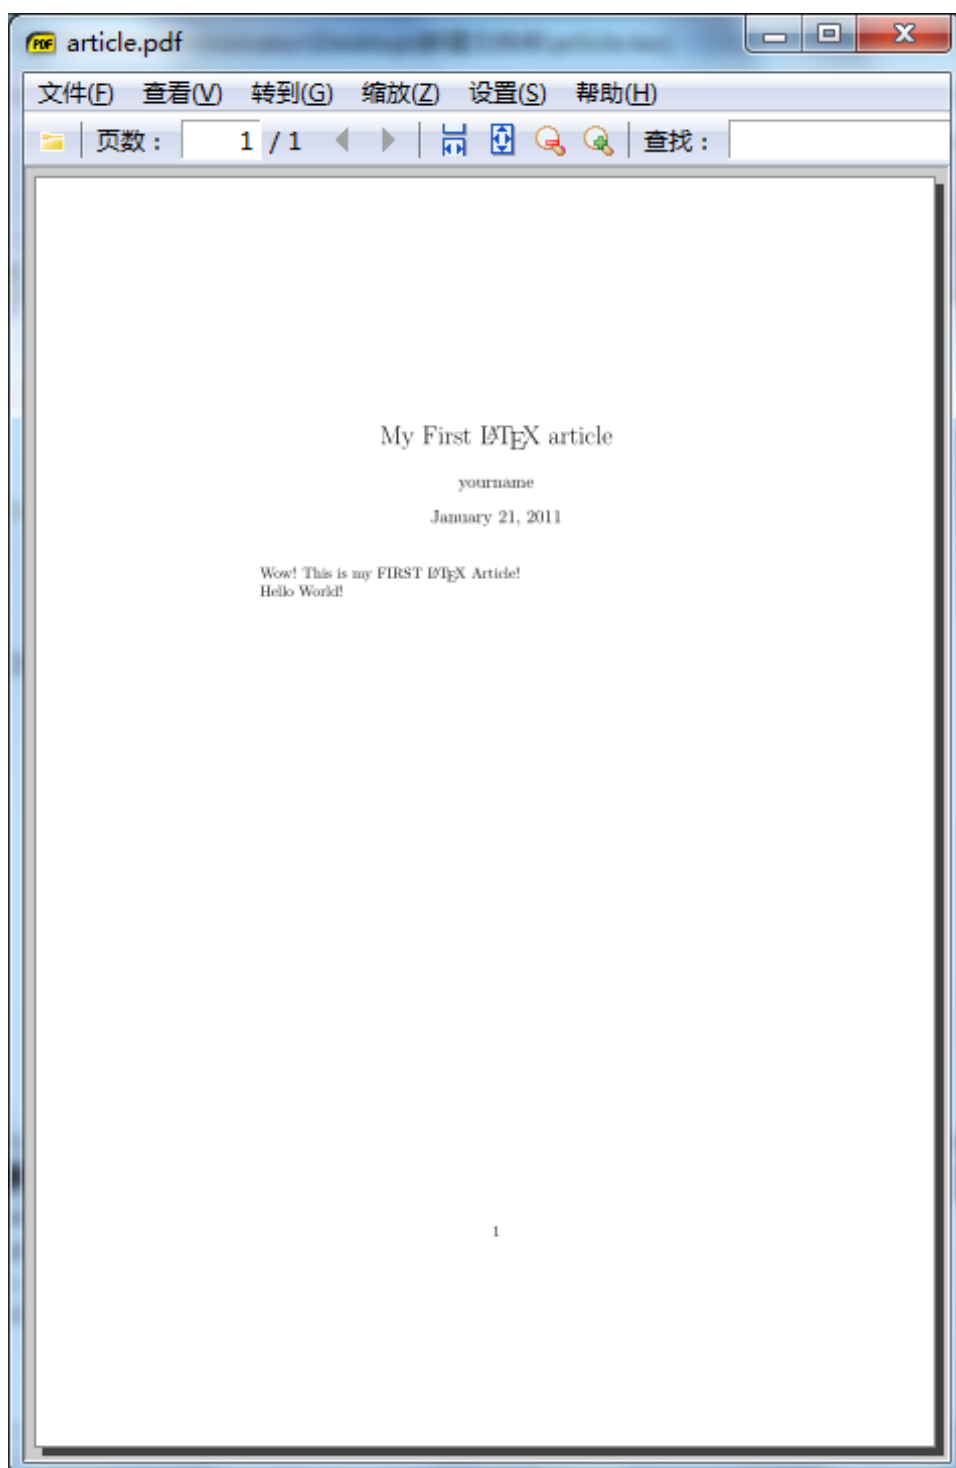 article.pdf
文件(F) 查看(V) 转到(G) 缩放(Z) 设置(S) 帮助(H)
页数： 1 / 1 查找：
My First LATEX article
yourname
January 21, 2011
Wow! This is my FIRST LATEX Article!
Hello World!
1